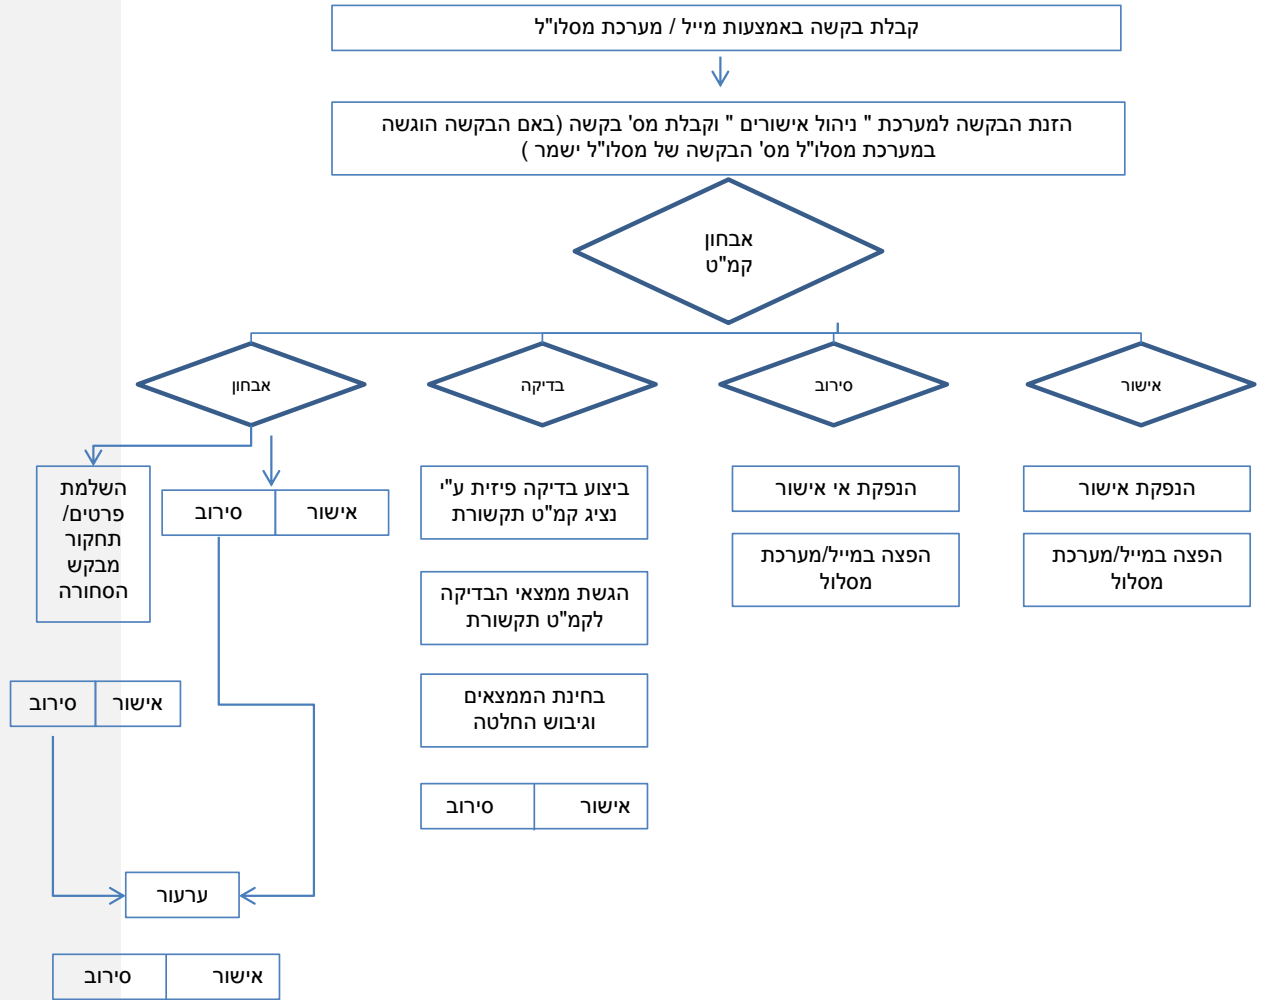 קבלת בקשה באמצעות מייל / מערכת מסלו"ל
הזנת הבקשה למערכת " ניהול אישורים " וקבלת מס' בקשה (באם הבקשה הוגשה
במערכת מסלו"ל מס' הבקשה של מסלו"ל ישמר )
אבחון
קמ"ט
אישור
סירוב
בדיקה
אבחון
הנפקת אישור
הפצה במייל/מערכת
מסלול
הנפקת אי אישור
הפצה במייל/מערכת
מסלול
ביצוע בדיקה פיזית ע"י
נציג קמ"ט תקשורת
הגשת ממצאי הבדיקה
לקמ"ט תקשורת
בחינת הממצאים
וגיבוש החלטה
אישור סירוב
אישור סירוב
השלמת
פרטים/
תחקור
מבקש
הסחורה
אישור סירוב
ערעור
אישור סירוב